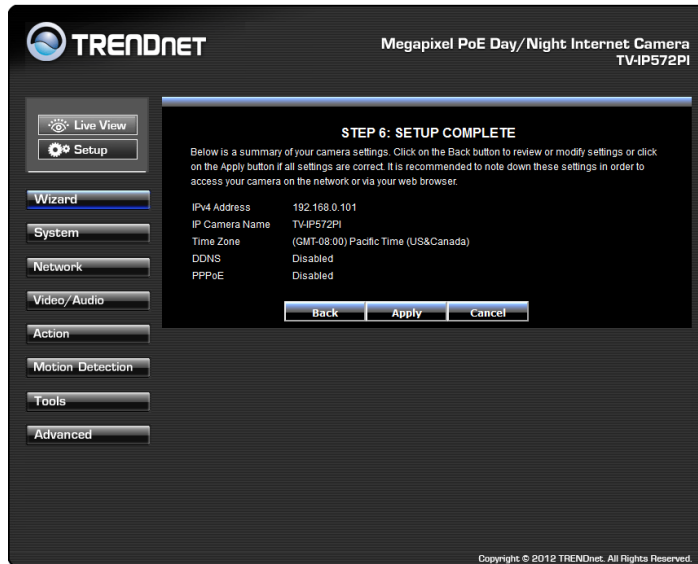 TRENDNET
Megapixel PoE Day/Night Internet Camera
TV-IP572PI
Live View
Setup
Wizard
System
Network
Video/Audio
Action
Motion Detection
Tools
Advanced
STEP 6: SETUP COMPLETE
Below is a summary of your camera settings. Click on the Back button to review or modify settings or click
on the Apply button if all settings are correct. It is recommended to note down these settings in order to
access your camera on the network or via your web browser.
IPv4 Address 192.168.0.101
IP Camera Name TV-IP572PI
Time Zone (GMT-08:00) Pacific Time (US&Canada)
DDNS Disabled
PPPoE Disabled
Back Apply Cancel
Copyright © 2012 TRENDnet. All Rights Reserved.